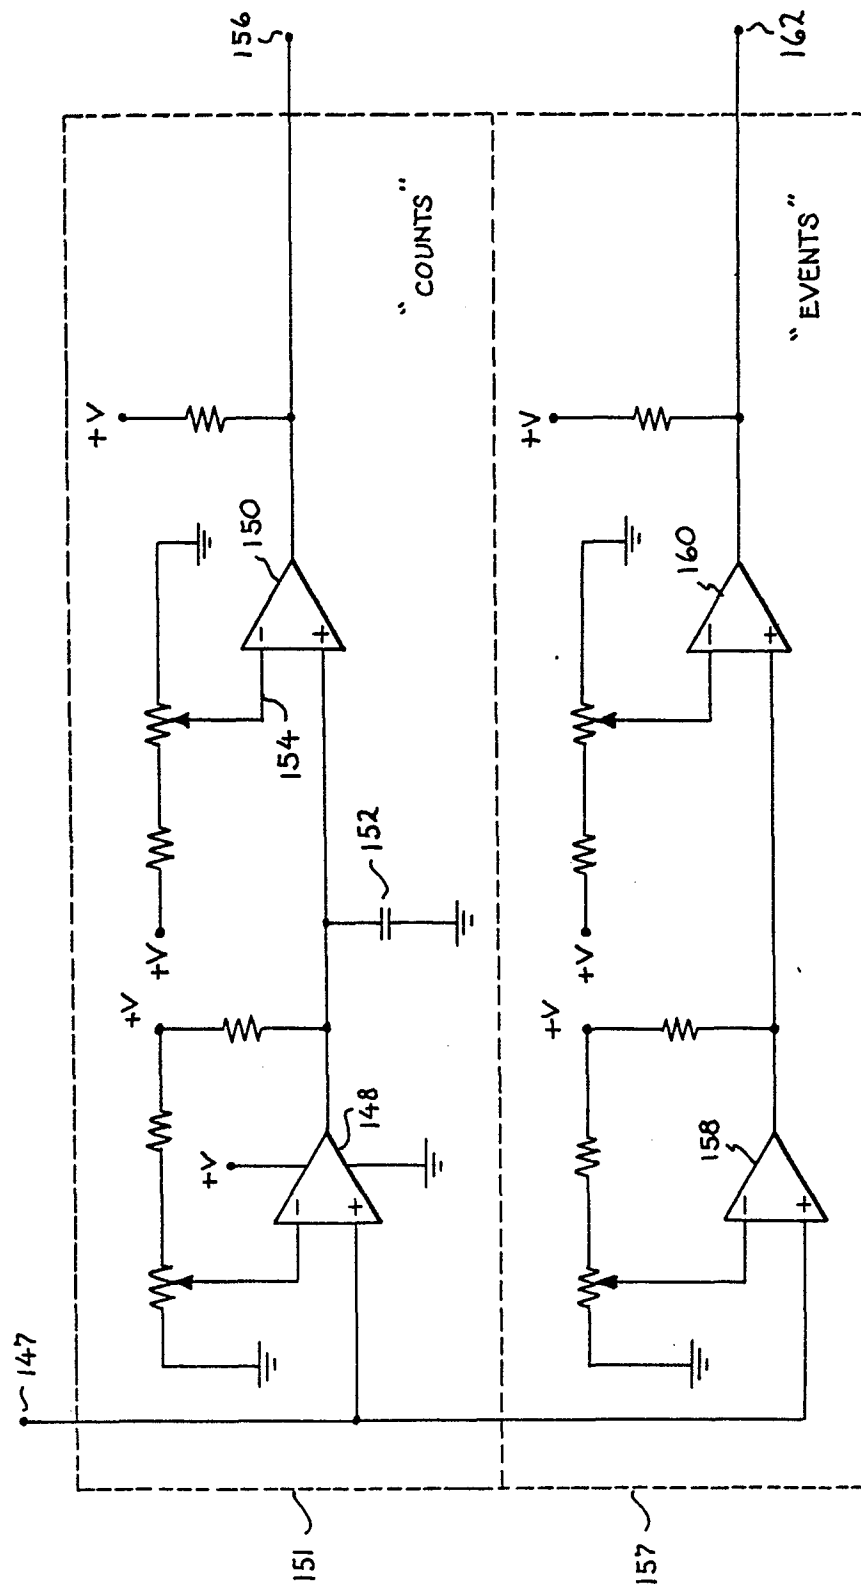 147
151
+V
148
+V
+V
152
154
150
+V
156
“ COUNTS ”
157
+V
158
+V
160
+V
162
“ EVENTS ”
-
+
-
+
-
+
-
+